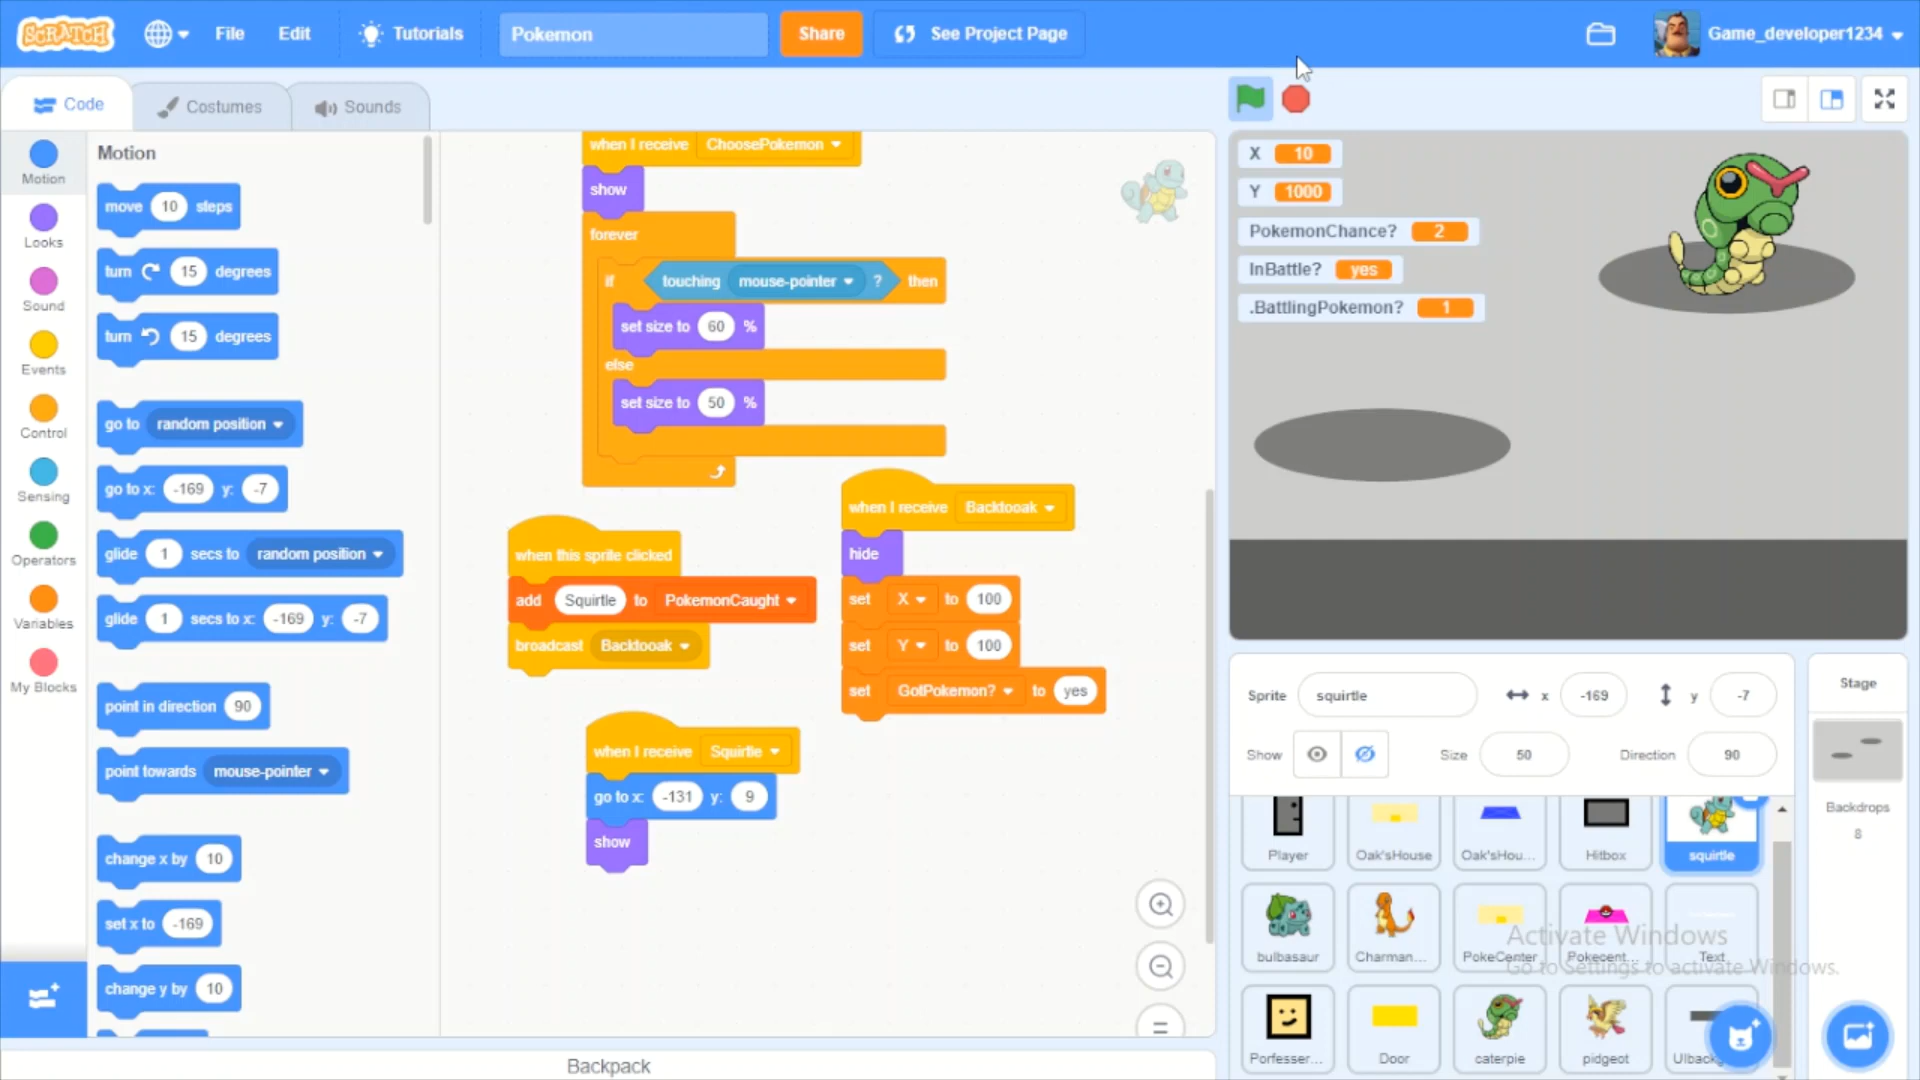 SCRATCH File Edit Tutorials Pokemon Share See Project Page Game_developer1234
Code Costumes Sounds
Motion
Looks
Sound
Events
Control
Sensing
Operators
Variables
My Blocks
Motion
move 10 steps
turn 15 degrees
turn 15 degrees
go to random position
go to x: -169 y: -7
glide 1 secs to random position
glide 1 secs to x: -169 y: -7
point in direction 90
point towards mouse-pointer
change x by 10
set x to -169
change y by 10
when I receive ChoosePokemon
show
forever
if touching mouse-pointer ? then
set size to 60 %
else
set size to 50 %
when this sprite clicked
add Squirtle to PokemonCaught
broadcast Backtooak
when I receive Backtooak
hide
set X to 100
set Y to 100
set GotPokemon? to yes
when I receive Squirtle
go to x: -131 y: 9
show
Backpack
X 10
Y 1000
PokemonChance? 2
InBattle? yes
.BattlingPokemon? 1
Sprite squirtle x -169 y -7
Show Size 50 Direction 90
Player Oak'sHouse Oak'sHou... Hitbox squirtle
bulbasaur Charman... PokeCenter Pokecent... Text
Porfesser... Door caterpie pidgeot
Stage
Backdrops
8
Activate Windows
Go to Settings to activate Windows.